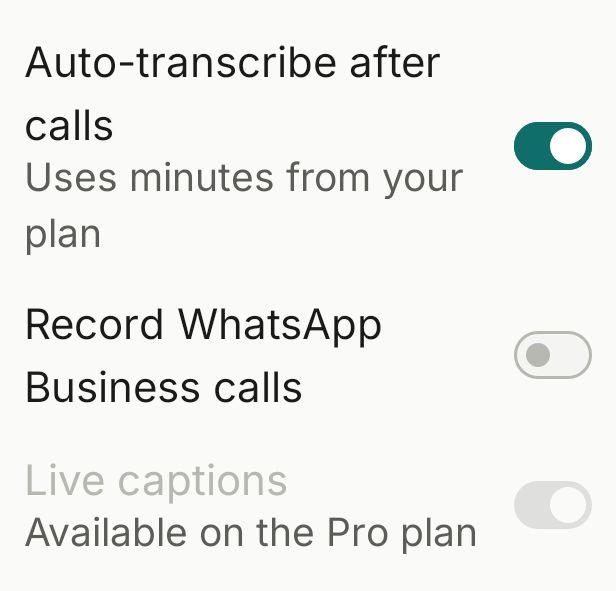 Auto-transcribe after
calls
Uses minutes from your
plan
Record WhatsApp
Business calls
Live captions
Available on the Pro plan